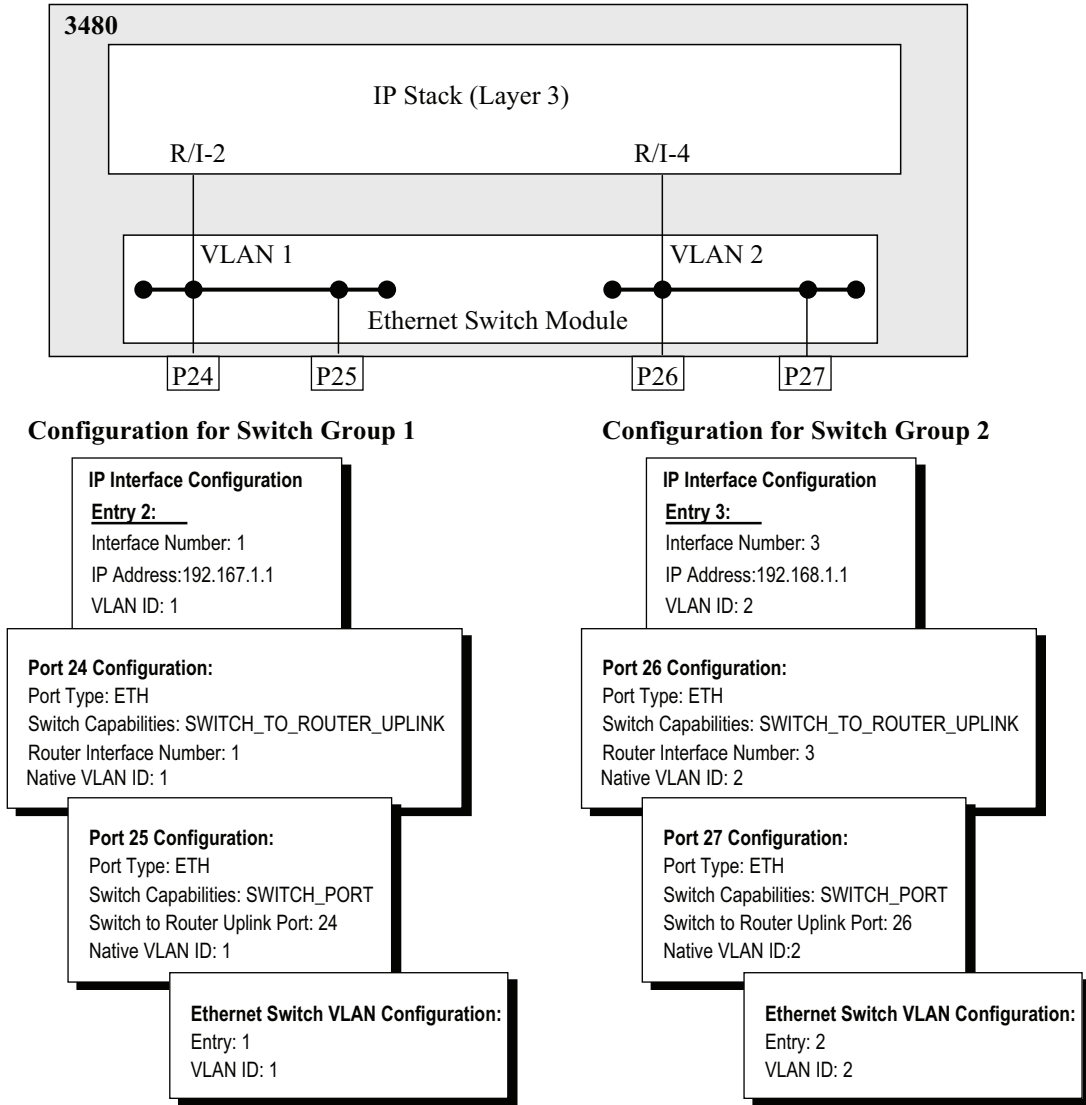 3480
IP Stack (Layer 3)
R/I-2
R/I-4
VLAN 1
VLAN 2
Ethernet Switch Module
P24
P25
P26
P27
Configuration for Switch Group 1
IP Interface Configuration
Entry 2:
Interface Number: 1
IP Address:192.167.1.1
VLAN ID: 1
Port 24 Configuration:
Port Type: ETH
Switch Capabilities: SWITCH_TO_ROUTER_UPLINK
Router Interface Number: 1
Native VLAN ID: 1
Port 25 Configuration:
Port Type: ETH
Switch Capabilities: SWITCH_PORT
Switch to Router Uplink Port: 24
Native VLAN ID: 1
Ethernet Switch VLAN Configuration:
Entry: 1
VLAN ID: 1
Configuration for Switch Group 2
IP Interface Configuration
Entry 3:
Interface Number: 3
IP Address:192.168.1.1
VLAN ID: 2
Port 26 Configuration:
Port Type: ETH
Switch Capabilities: SWITCH_TO_ROUTER_UPLINK
Router Interface Number: 3
Native VLAN ID: 2
Port 27 Configuration:
Port Type: ETH
Switch Capabilities: SWITCH_PORT
Switch to Router Uplink Port: 26
Native VLAN ID:2
Ethernet Switch VLAN Configuration:
Entry: 2
VLAN ID: 2